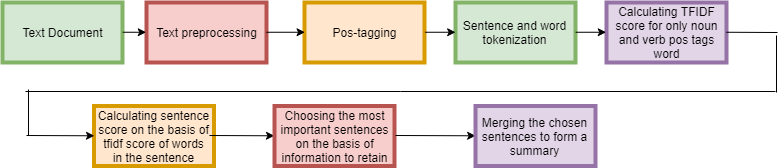 Text Document
Text preprocessing
Pos-tagging
Sentence and word
tokenization
Calculating TFIDF
score for only noun
and verb pos tags
word
Calculating sentence
score on the basis of
tfidf score of words
in the sentence
Choosing the most
important sentences
on the basis of
information to retain
Merging the chosen
sentences to form a
summary